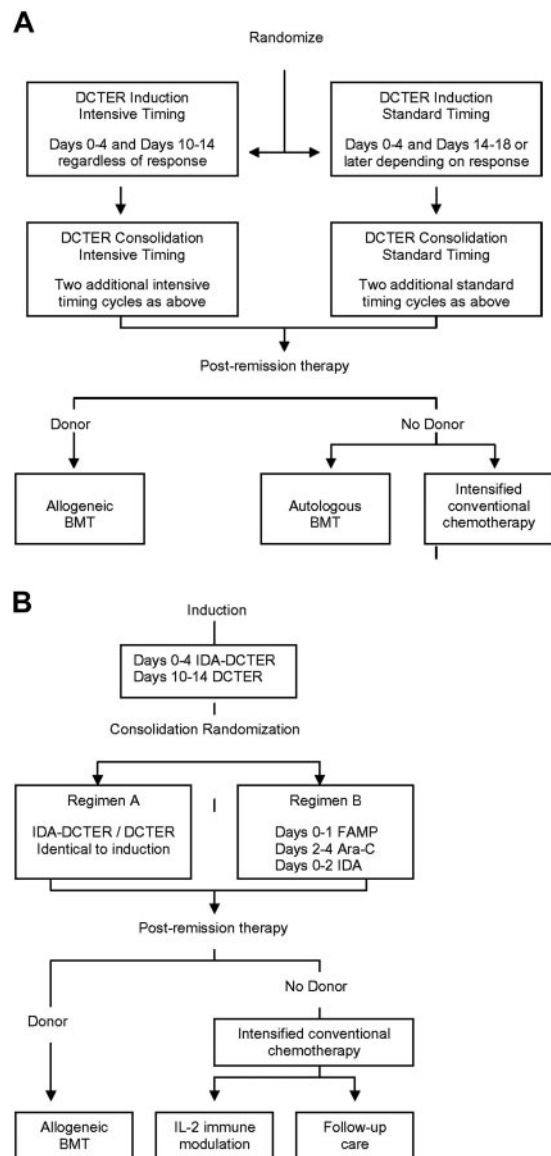 A
Randomize
DCTER Induction
Intensive Timing
Days 0-4 and Days 10-14
regardless of response
DCTER Induction
Standard Timing
Days 0-4 and Days 14-18 or
later depending on response
DCTER Consolidation
Intensive Timing
Two additional intensive
timing cycles as above
DCTER Consolidation
Standard Timing
Two additional standard
timing cycles as above
Post-remission therapy
Donor
No Donor
Allogeneic
BMT
Autologous
BMT
Intensified
conventional
chemotherapy
B
Induction
Days 0-4 IDA-DCTER
Days 10-14 DCTER
Consolidation Randomization
Regimen A
IDA-DCTER / DCTER
Identical to induction
Regimen B
Days 0-1 FAMP
Days 2-4 Ara-C
Days 0-2 IDA
Post-remission therapy
No Donor
Donor
Intensified conventional
chemotherapy
Allogeneic
BMT
IL-2 immune
modulation
Follow-up
care